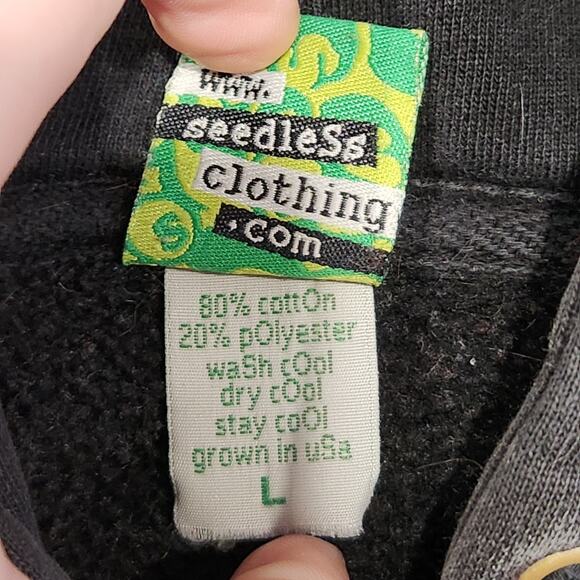 www.
seedleSs
clothing
.com
S
80% cottOn
20% pOlyester
waSh cOol
dry cOol
stay coOl
grown in uSa
L